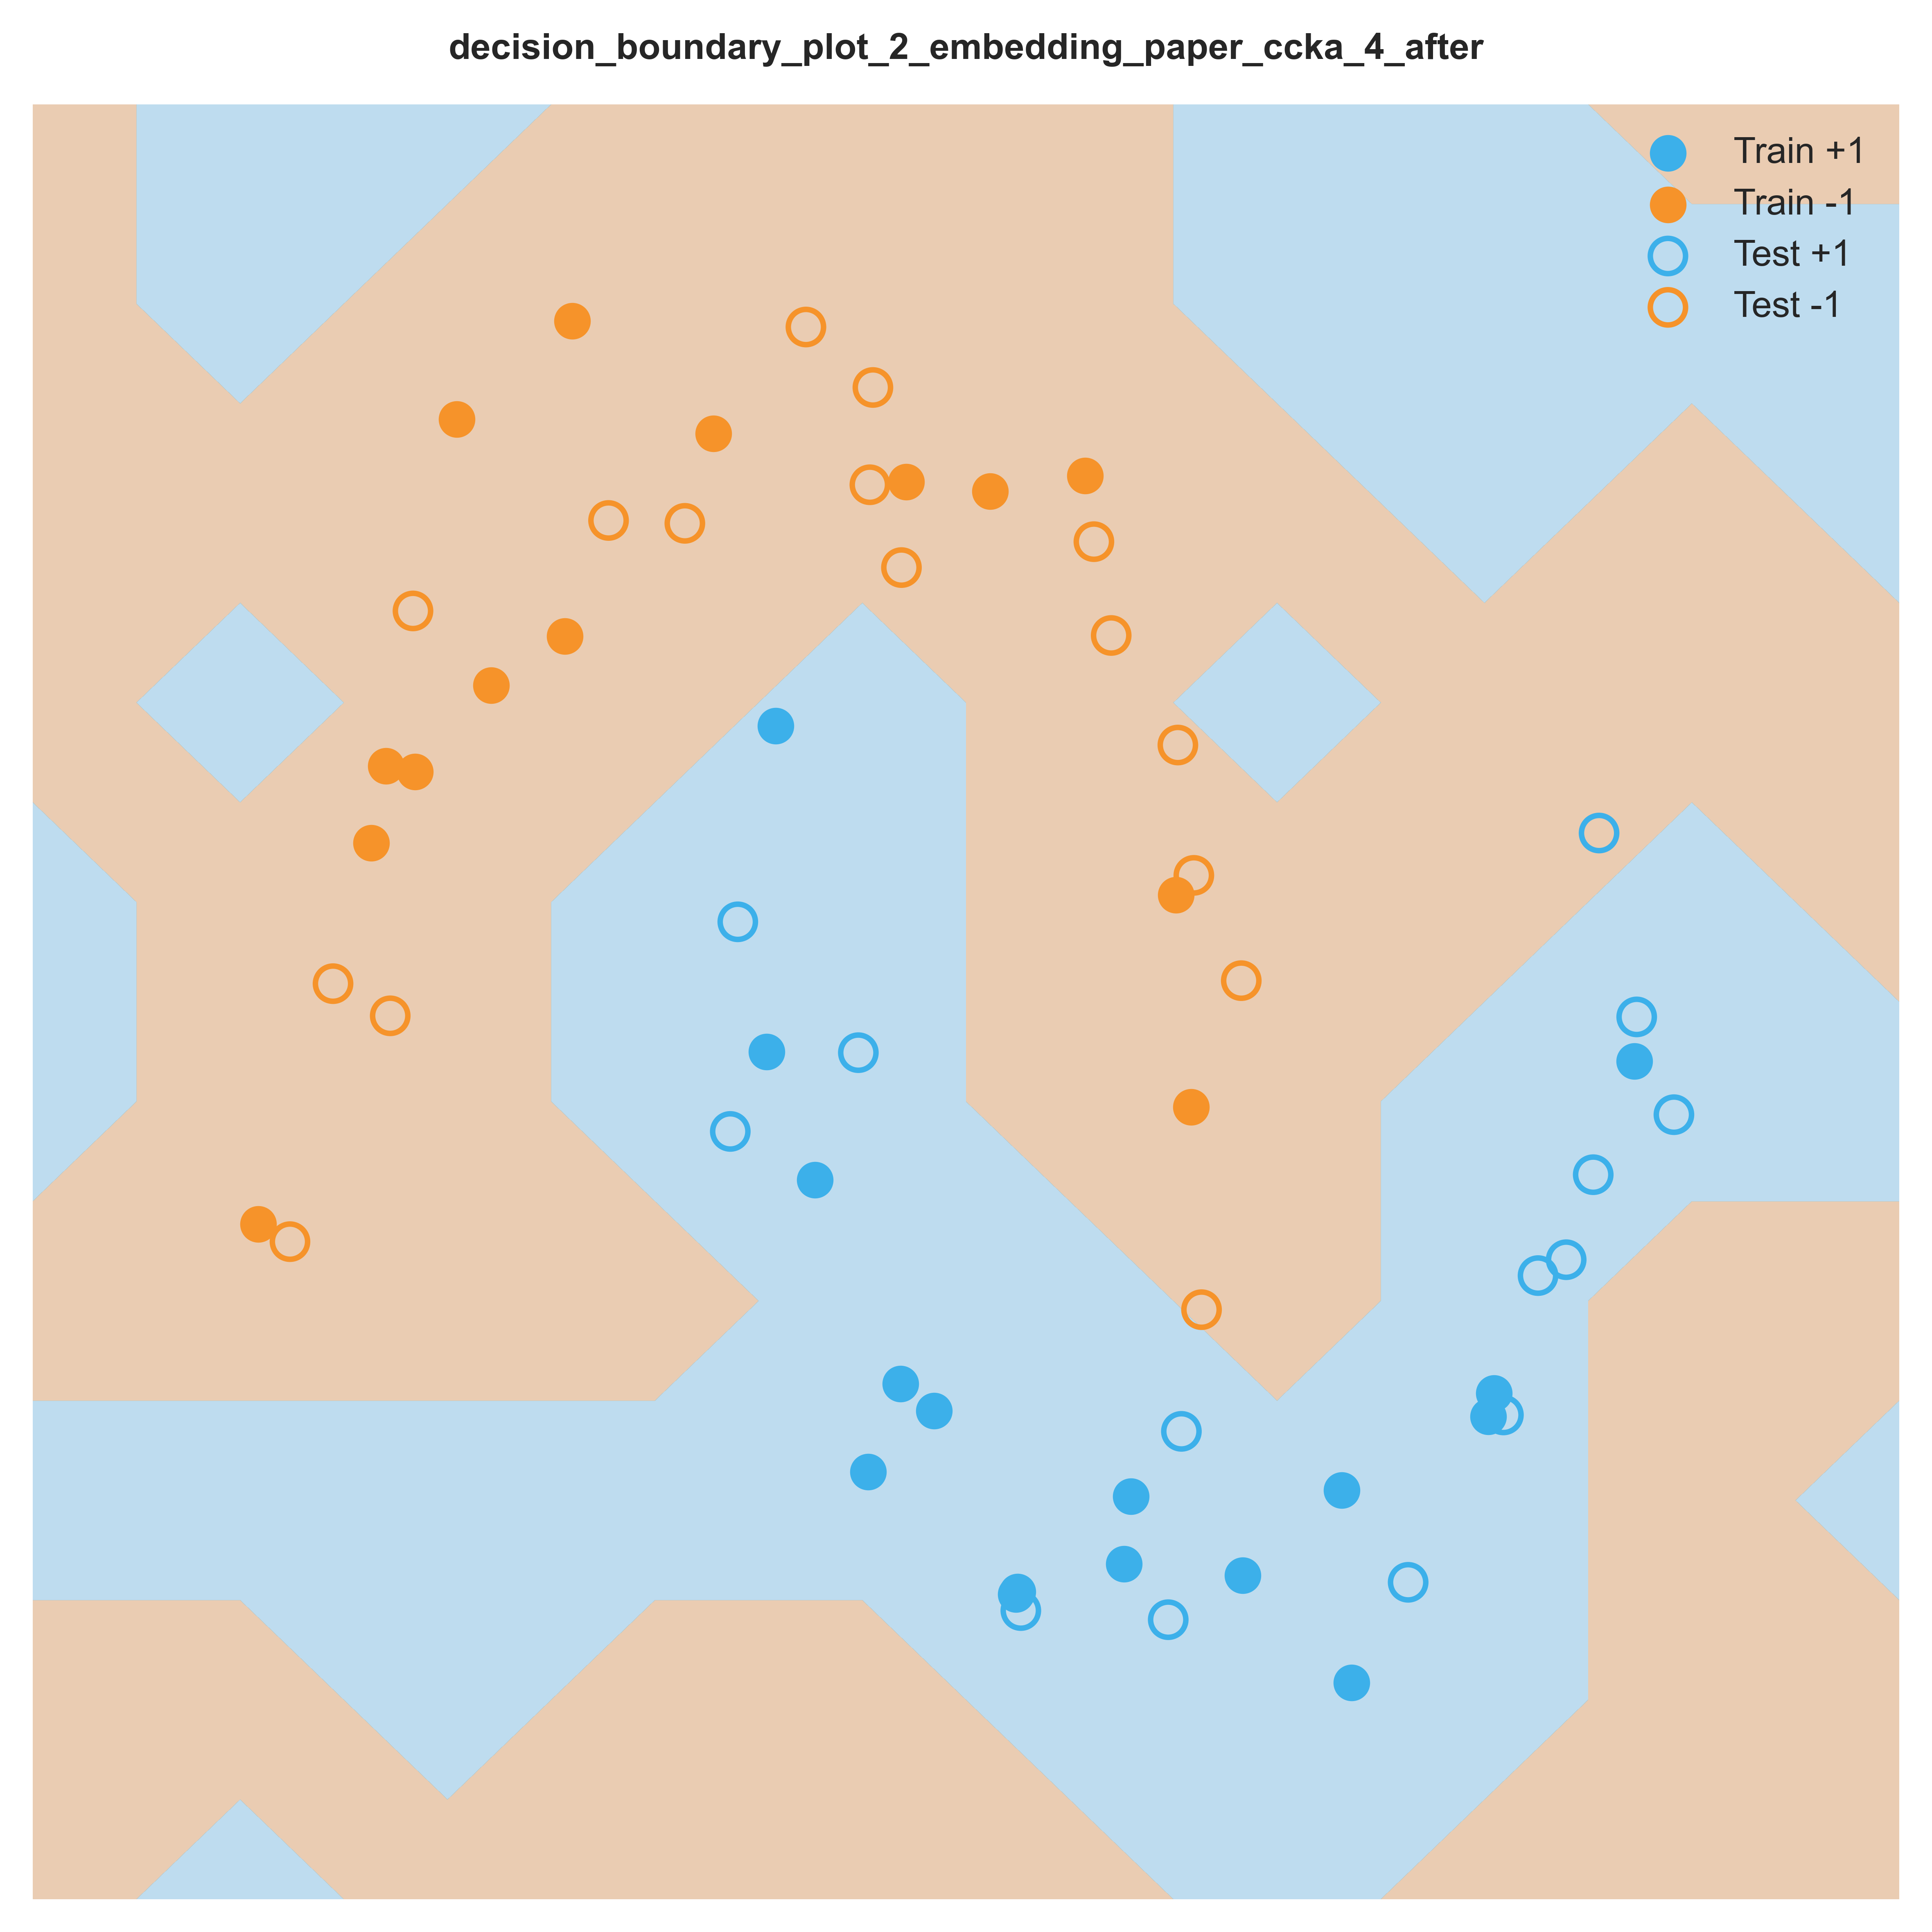 decision_boundary_plot_2_embedding_paper_ccka_4_after
Train +1
Train -1
Test +1
Test -1